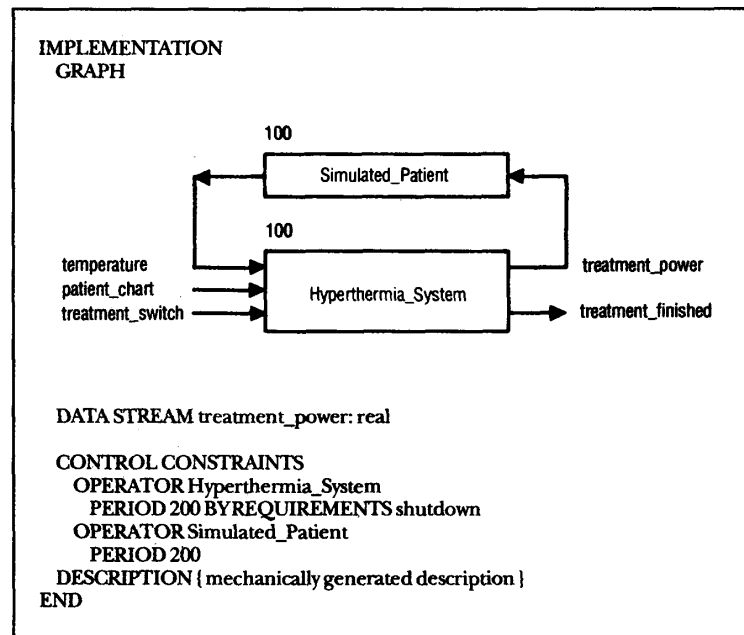 IMPLEMENTATION
GRAPH
100
Simulated_Patient
100
temperature
patient_chart
treatment_switch
Hyperthermia_System
treatment_power
treatment_finished
DATA STREAM treatment_power: real
CONTROL CONSTRAINTS
OPERATOR Hyperthermia_System
PERIOD 200 BY REQUIREMENTS shutdown
OPERATOR Simulated_Patient
PERIOD 200
DESCRIPTION { mechanically generated description }
END